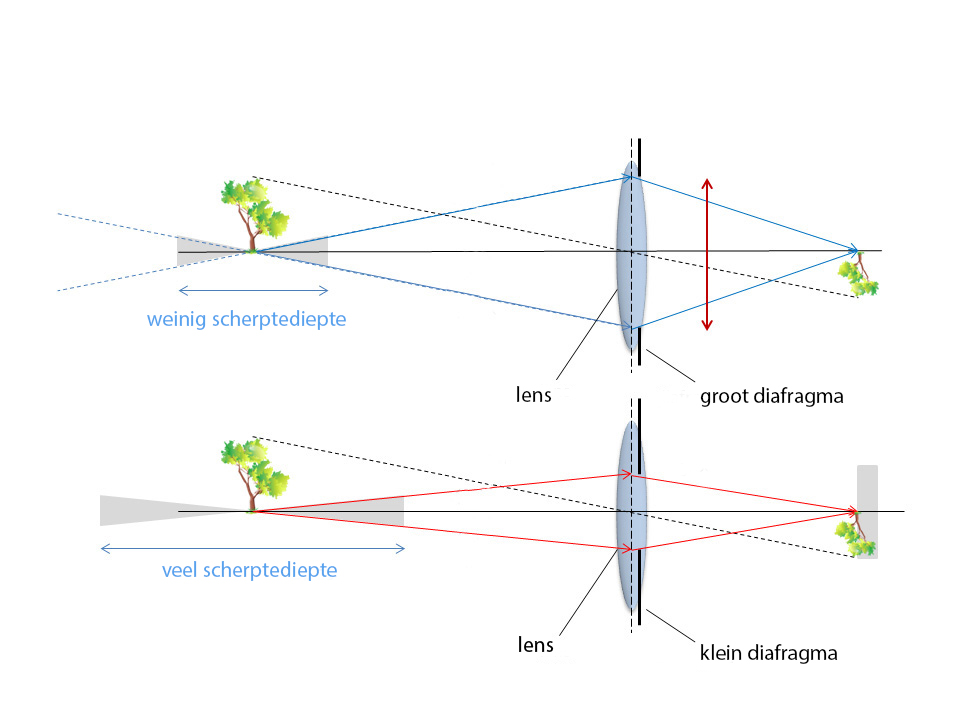 weinig scherptediepte
lens
groot diafragma
veel scherptediepte
lens
klein diafragma